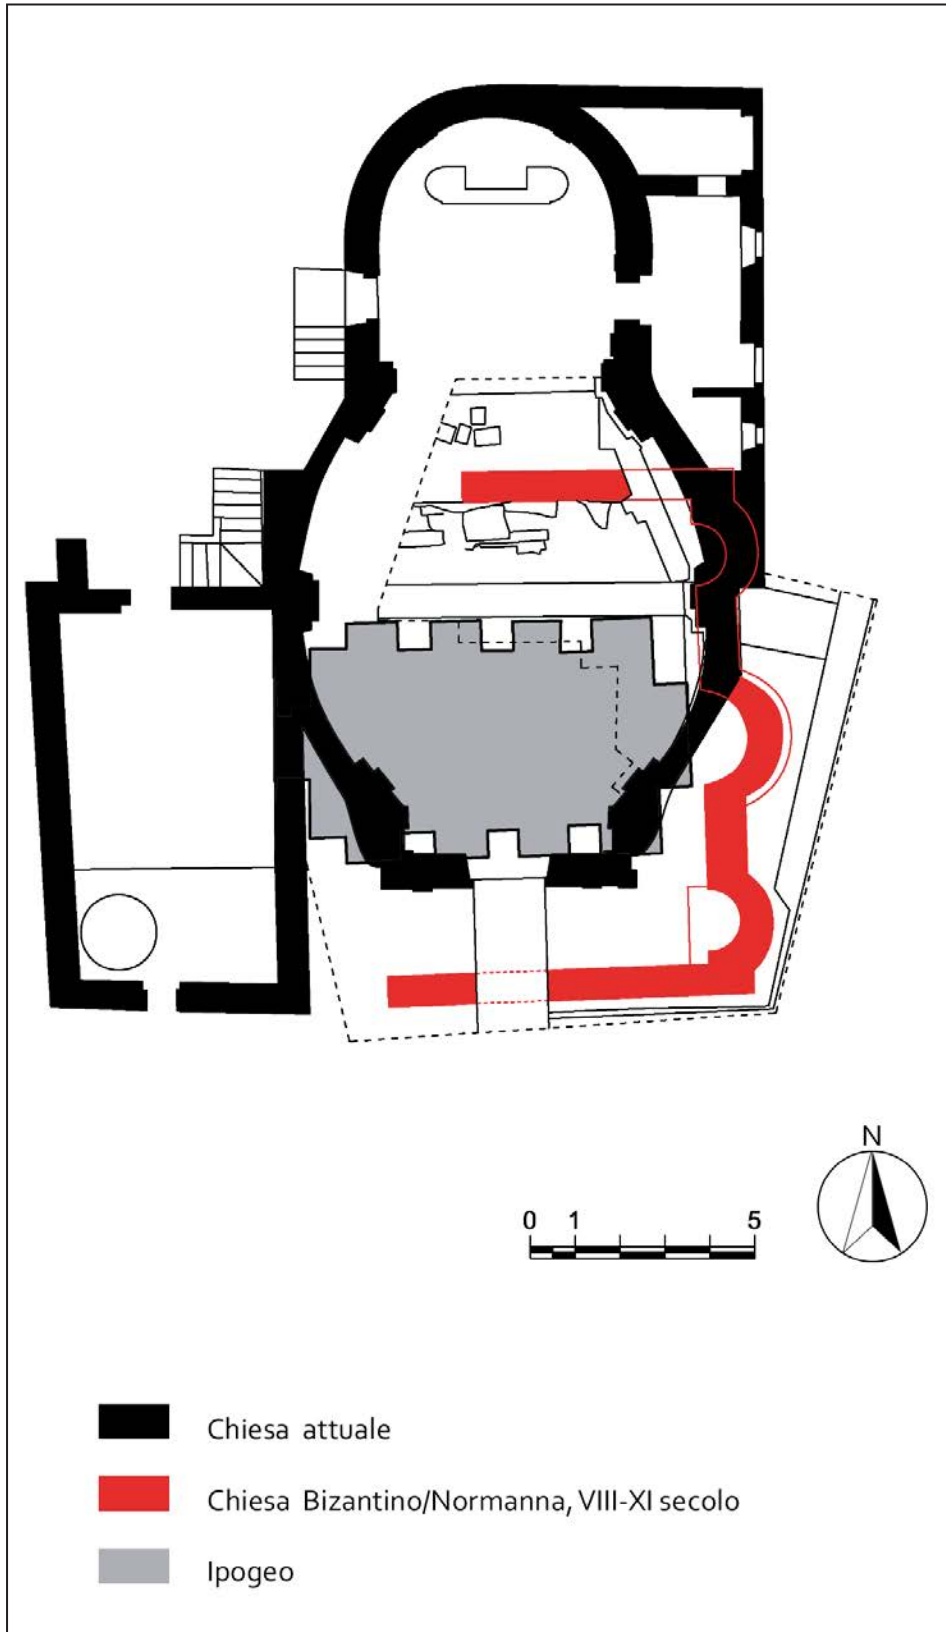 N
0 1 5
Chiesa attuale
Chiesa Bizantino/Normanna, VIII-XI secolo
Ipogeo